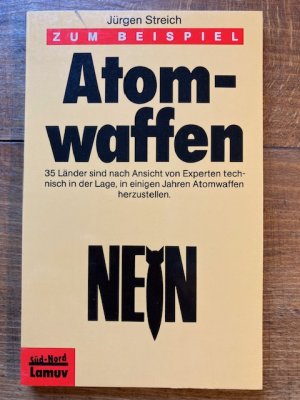 Jürgen Streich
ZUM BEISPIEL
Atom-
waffen
35 Länder sind nach Ansicht von Experten tech-
nisch in der Lage, in einigen Jahren Atomwaffen
herzustellen.
NEIN
Süd-Nord
Lamuv